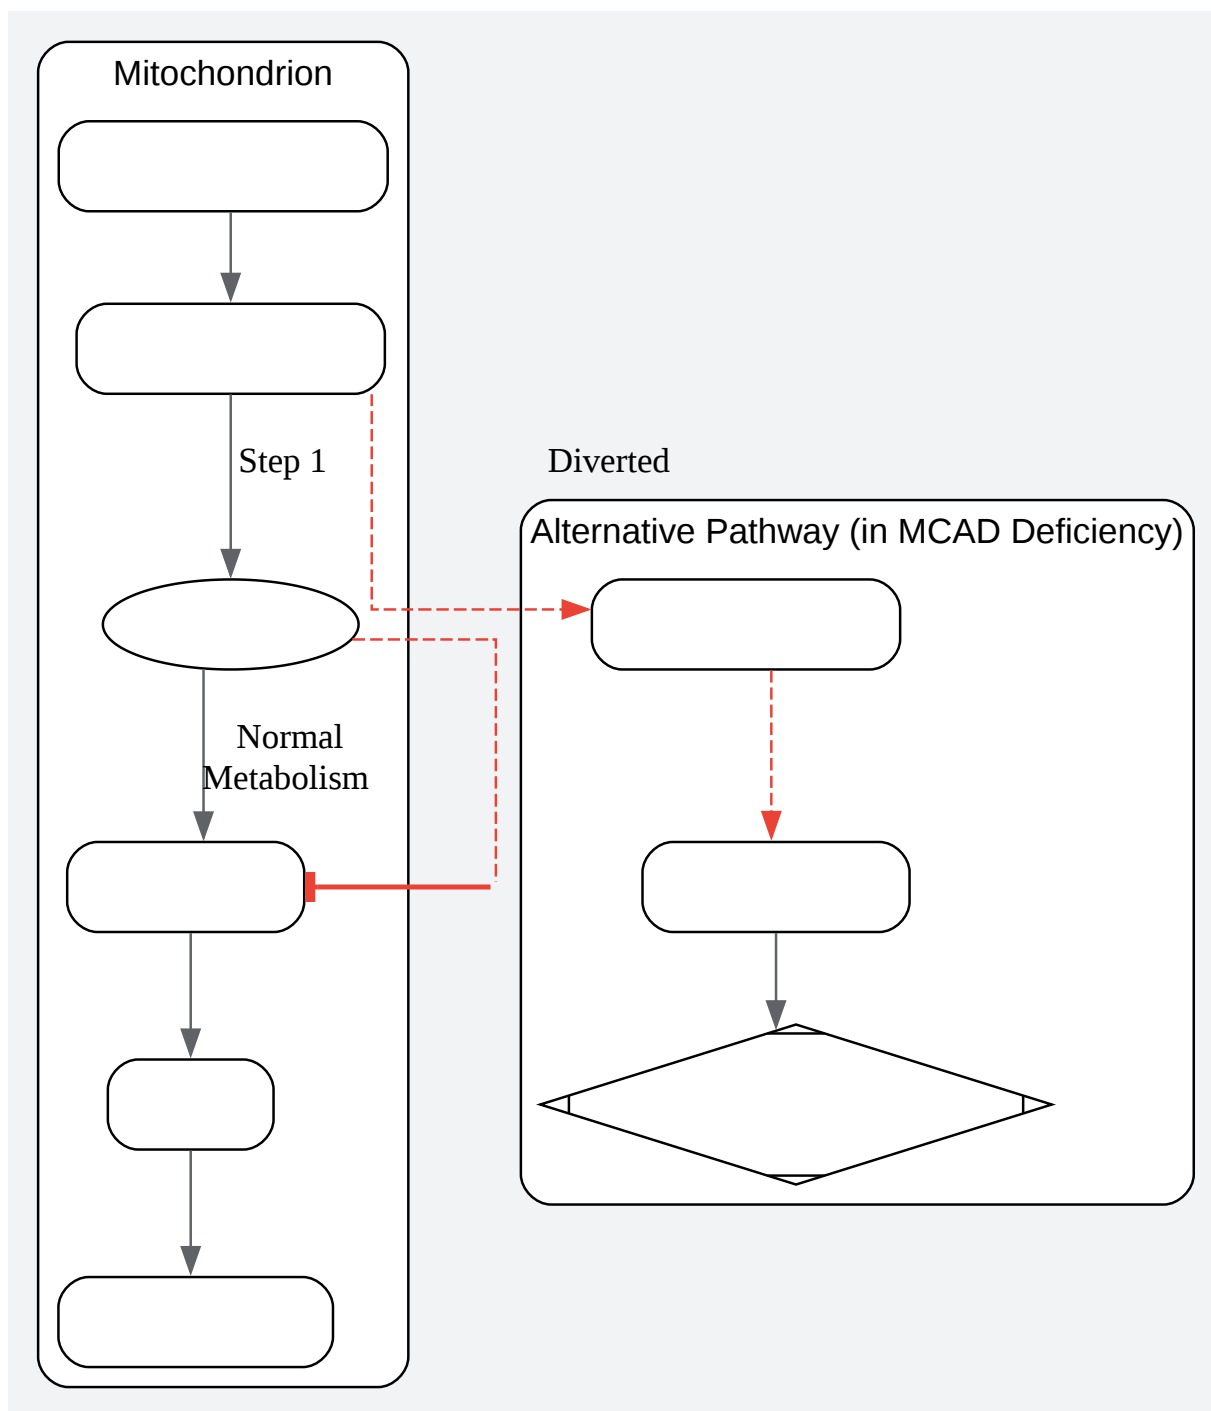 Mitochondrion
Step 1
Diverted
Alternative Pathway (in MCAD Deficiency)
Normal
Metabolism